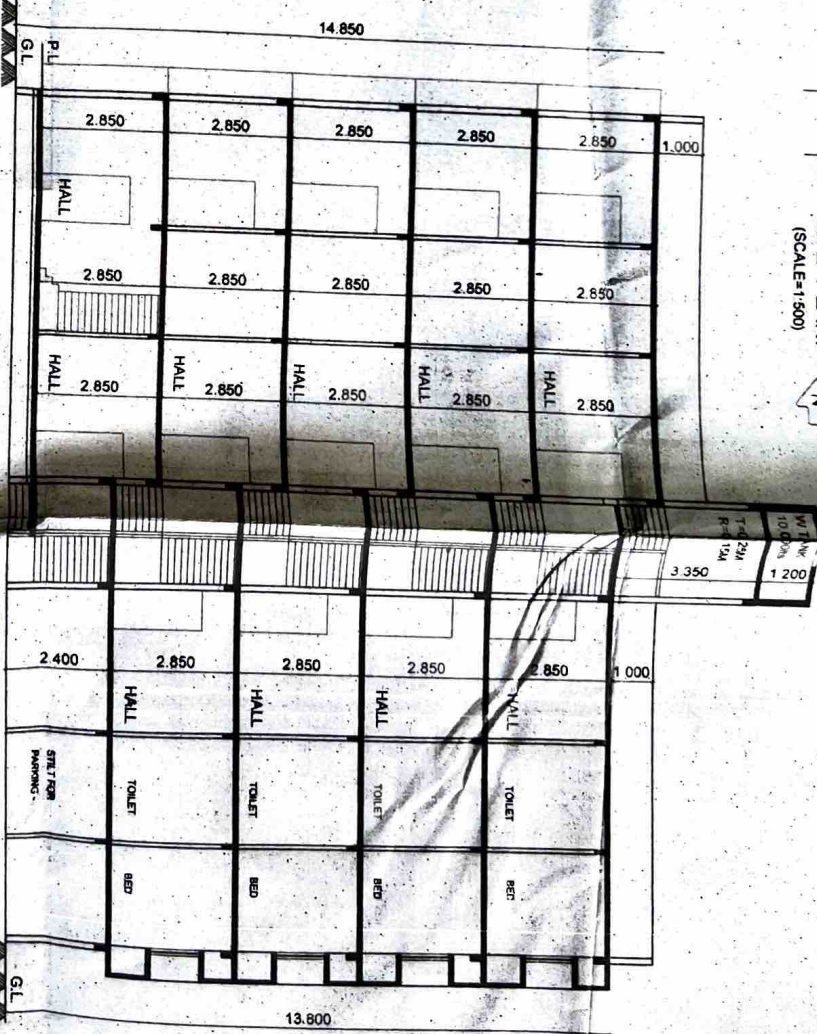 14.850
P.L.
G.L.
2.850
2.850
2.850
2.850
2.850
1.000
HALL
(SCALE=1:500)
2.850
2.850
2.850
2.850
2.850
HALL
HALL
HALL
HALL
HALL
2.850
2.850
2.850
2.850
2.850
W TANK
3.350
1 200
2.400
2.850
2.850
2.850
2.850
1 000
HALL
HALL
HALL
HALL
STILT FOR
PARKING
TOILET
TOILET
TOILET
TOILET
BED
BED
BED
BED
G.L.
13.800